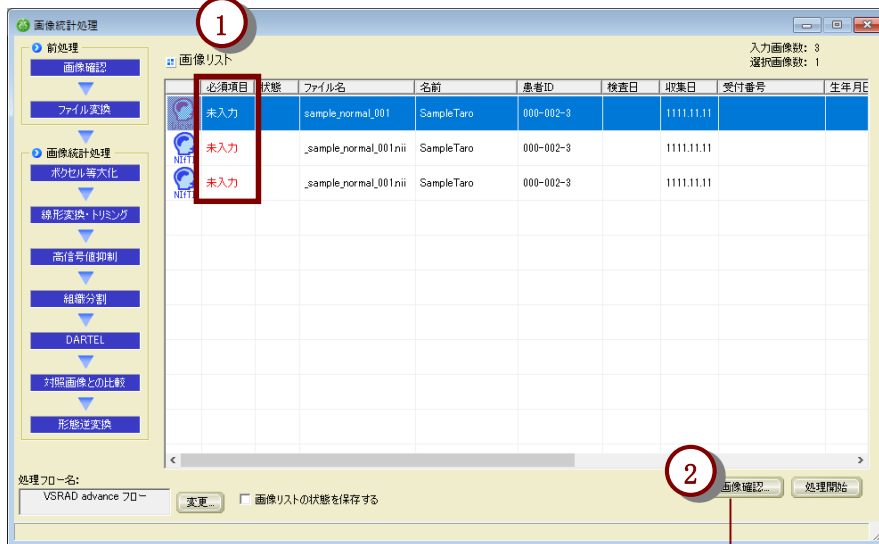 画像統計処理
1
前処理
画像確認
ファイル変換
画像統計処理
ボクセル等大化
線形変換・トリミング
高信号値抑制
組織分割
DARTEL
対照画像との比較
形態逆変換
画像リスト
入力画像数: 3
選択画像数: 1
必須項目 状態 ファイル名 名前 患者ID 検査日 収集日 受付番号 生年月日
未入力 sample_normal_001 SampleTaro 000-002-3 1111.11.11
NIfTI 未入力 _sample_normal_001.nii SampleTaro 000-002-3 1111.11.11
NIfTI 未入力 _sample_normal_001.nii SampleTaro 000-002-3 1111.11.11
2
処理フロー名:
VSRAD advance フロー
変更...
画像リストの状態を保存する
画像確認...
処理開始